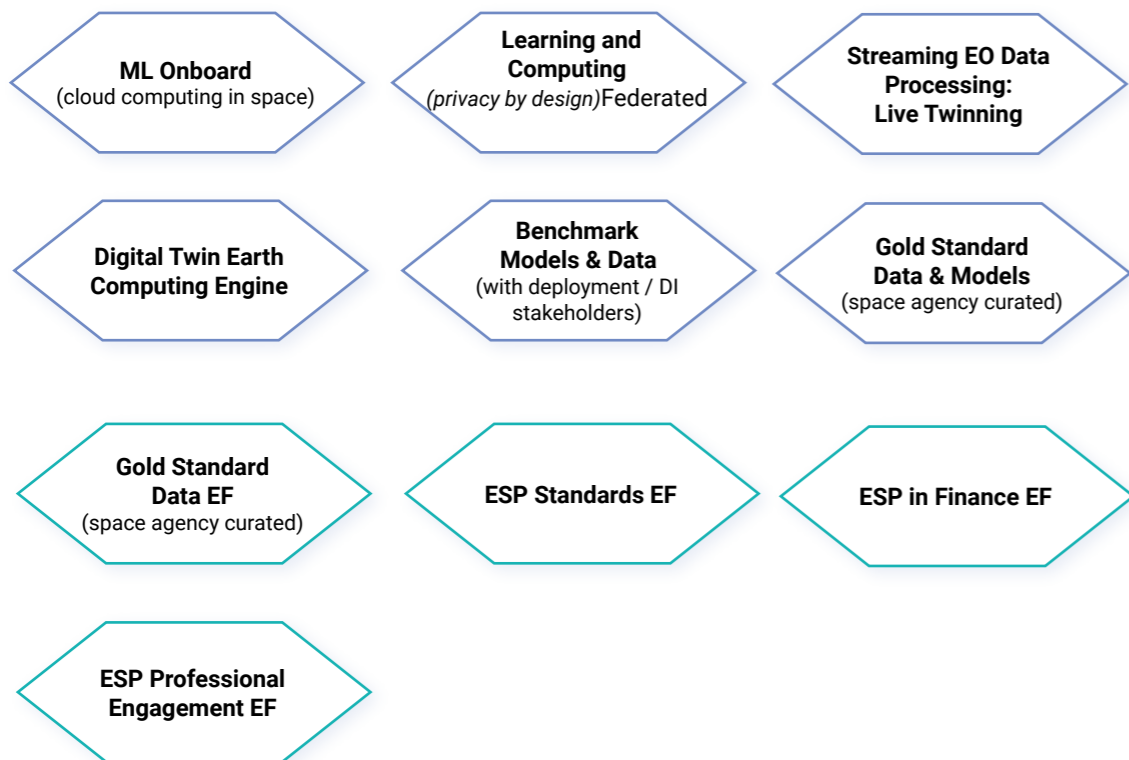 ML Onboard
(cloud computing in space)
Learning and
Computing
(privacy by design)Federated
Streaming EO Data
Processing:
Live Twinning
Digital Twin Earth
Computing Engine
Benchmark
Models & Data
(with deployment / DI
stakeholders)
Gold Standard
Data & Models
(space agency curated)
Gold Standard
Data EF
(space agency curated)
ESP Standards EF
ESP in Finance EF
ESP Professional
Engagement EF